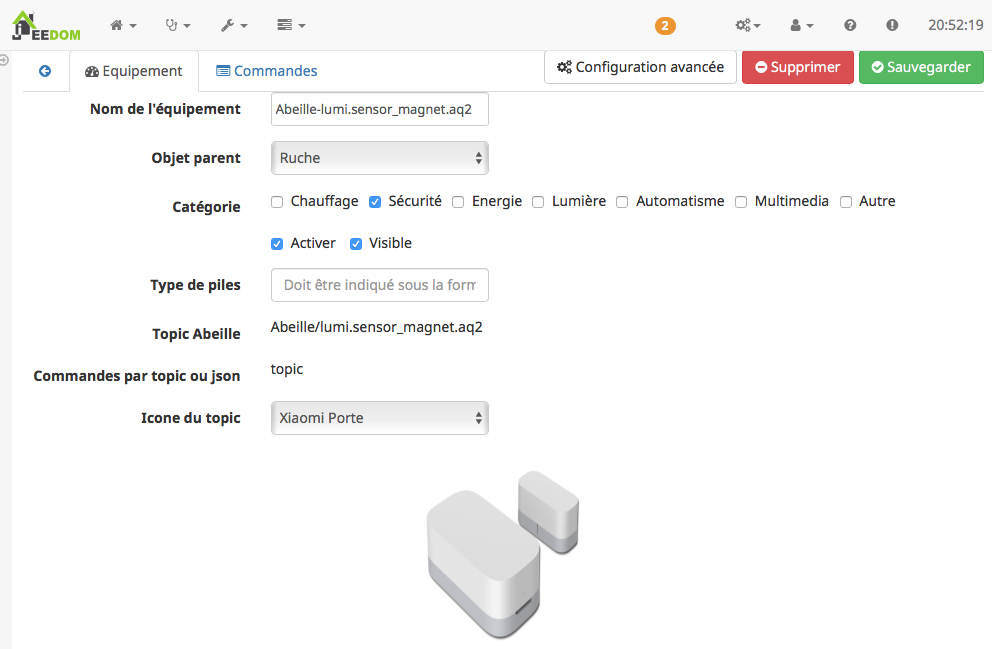 JEEDOM 2 20:52:19
Equipement Commandes Configuration avancée Supprimer Sauvegarder
Nom de l'équipement Abeille-lumi.sensor_magnet.aq2
Objet parent Ruche
Catégorie Chauffage Sécurité Energie Lumière Automatisme Multimedia Autre
Activer Visible
Type de piles Doit être indiqué sous la form
Topic Abeille Abeille/lumi.sensor_magnet.aq2
Commandes par topic ou json topic
Icone du topic Xiaomi Porte